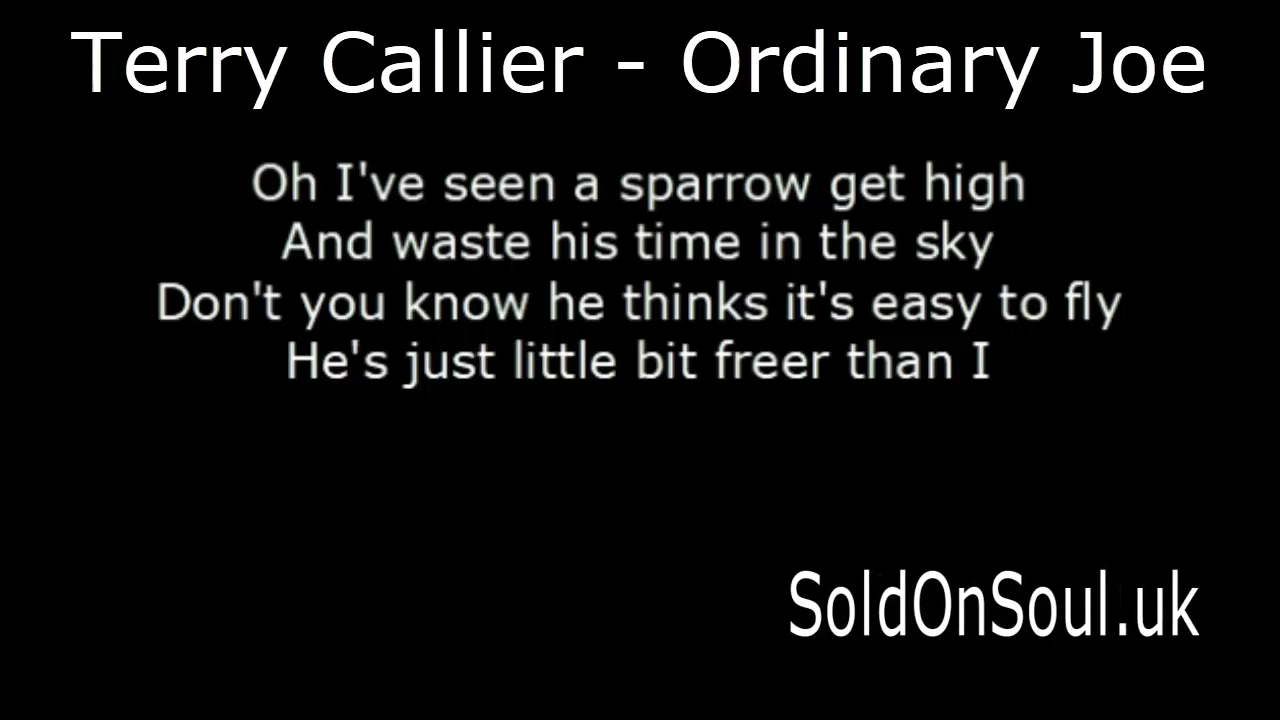 Terry Callier - Ordinary Joe
Oh I've seen a sparrow get high
And waste his time in the sky
Don't you know he thinks it's easy to fly
He's just little bit freer than I
SoldOnSoul.uk